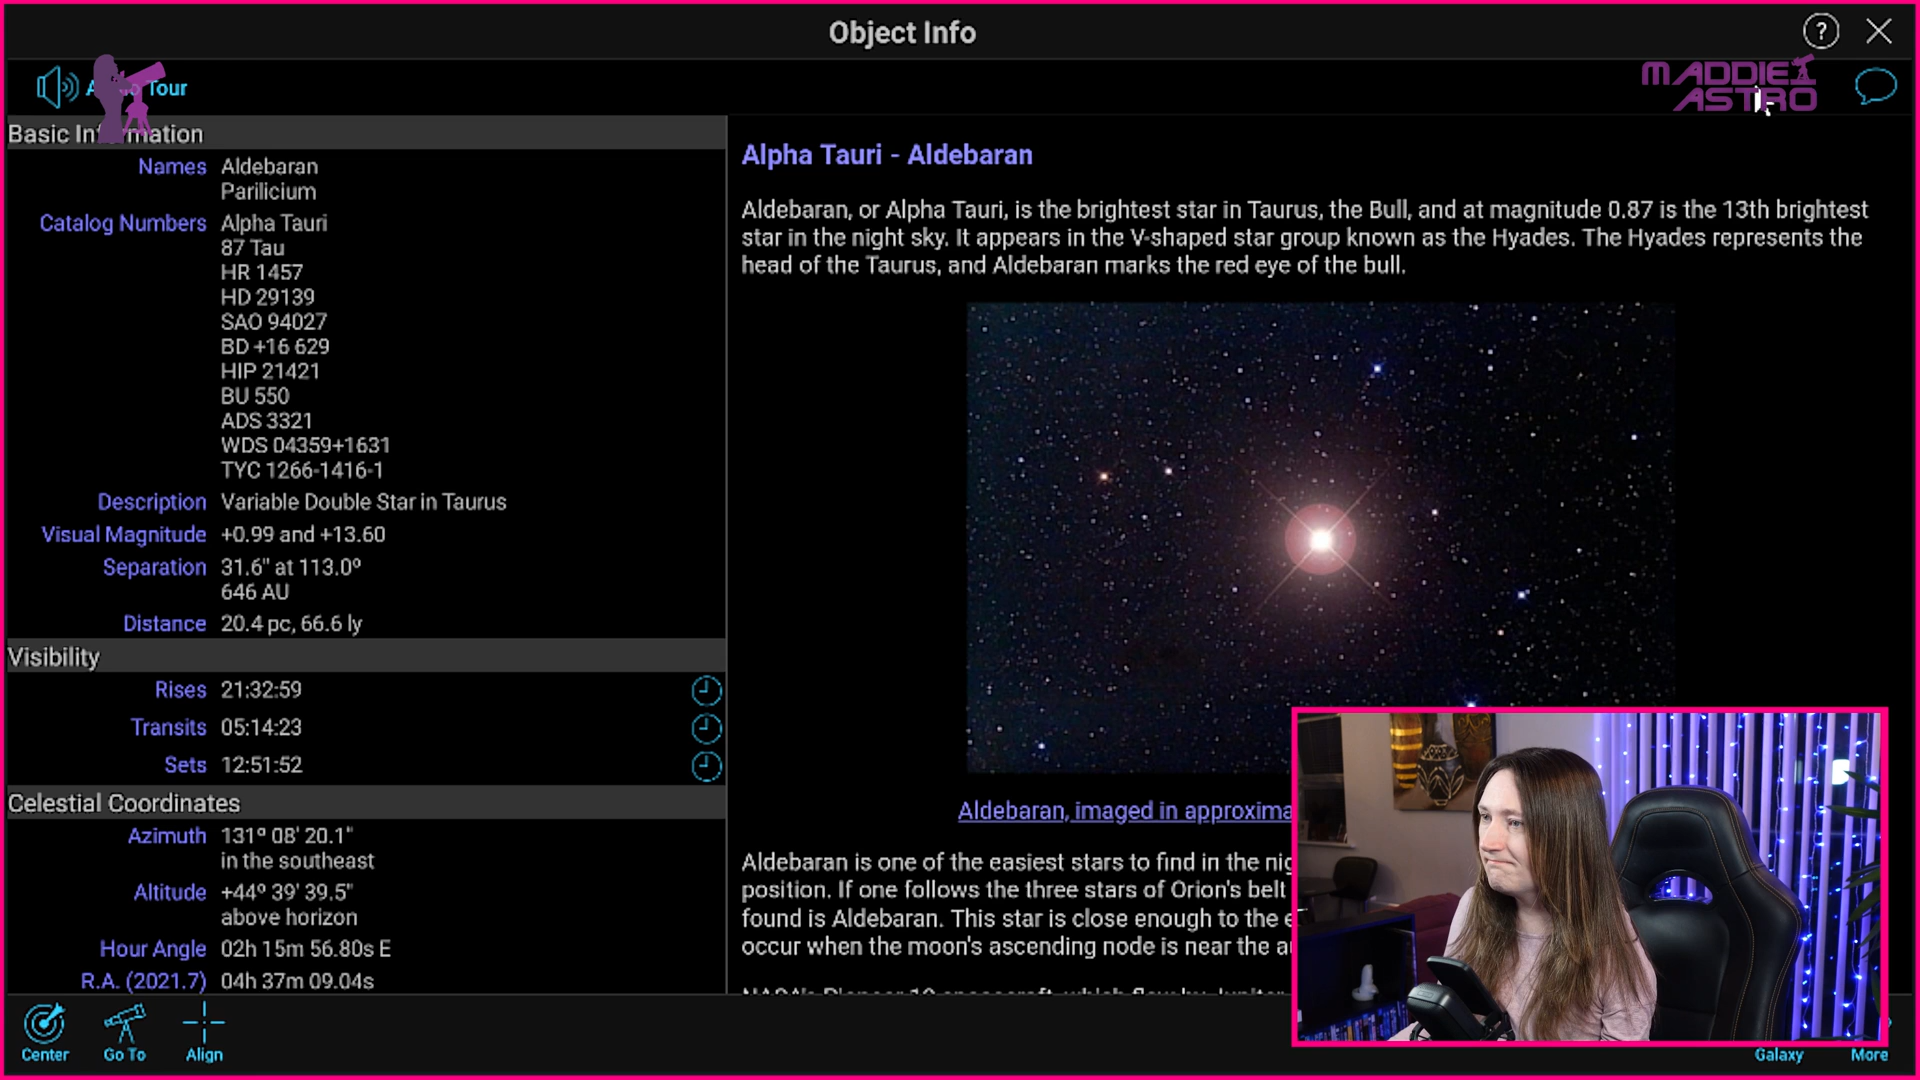 Object Info
?
Tour
MADDIE
ASTRO
Basic Information
Names Aldebaran
Parilicium
Catalog Numbers Alpha Tauri
87 Tau
HR 1457
HD 29139
SAO 94027
BD +16 629
HIP 21421
BU 550
ADS 3321
WDS 04359+1631
TYC 1266-1416-1
Description Variable Double Star in Taurus
Visual Magnitude +0.99 and +13.60
Separation 31.6" at 113.0º
646 AU
Distance 20.4 pc, 66.6 ly
Visibility
Rises 21:32:59
Transits 05:14:23
Sets 12:51:52
Celestial Coordinates
Azimuth 131º 08' 20.1"
in the southeast
Altitude +44º 39' 39.5"
above horizon
Hour Angle 02h 15m 56.80s E
R.A. (2021.7) 04h 37m 09.04s
Alpha Tauri - Aldebaran
Aldebaran, or Alpha Tauri, is the brightest star in Taurus, the Bull, and at magnitude 0.87 is the 13th brightest
star in the night sky. It appears in the V-shaped star group known as the Hyades. The Hyades represents the
head of the Taurus, and Aldebaran marks the red eye of the bull.
Aldebaran, imaged in approxima
Aldebaran is one of the easiest stars to find in the nig
position. If one follows the three stars of Orion's belt
found is Aldebaran. This star is close enough to the e
occur when the moon's ascending node is near the au
Center
Go To
Align
Galaxy
More